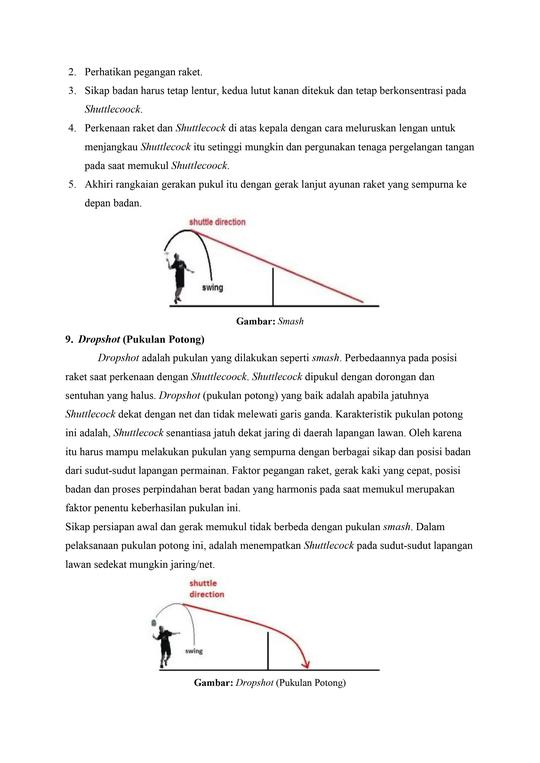 2. Perhatikan pegangan raket.
3. Sikap badan harus tetap lentur, kedua lutut kanan ditekuk dan tetap berkonsentrasi pada
Shuttlecoock.
4. Perkenaan raket dan Shuttlecock di atas kepala dengan cara meluruskan lengan untuk
menjangkau Shuttlecock itu setinggi mungkin dan pergunakan tenaga pergelangan tangan
pada saat memukul Shuttlecoock.
5. Akhiri rangkaian gerakan pukul itu dengan gerak lanjut ayunan raket yang sempurna ke
depan badan.
shuttle direction
swing
Gambar: Smash
9. Dropshot (Pukulan Potong)
Dropshot adalah pukulan yang dilakukan seperti smash. Perbedaannya pada posisi
raket saat perkenaan dengan Shuttlecoock. Shuttlecock dipukul dengan dorongan dan
sentuhan yang halus. Dropshot (pukulan potong) yang baik adalah apabila jatuhnya
Shuttlecock dekat dengan net dan tidak melewati garis ganda. Karakteristik pukulan potong
ini adalah, Shuttlecock senantiasa jatuh dekat jaring di daerah lapangan lawan. Oleh karena
itu harus mampu melakukan pukulan yang sempurna dengan berbagai sikap dan posisi badan
dari sudut-sudut lapangan permainan. Faktor pegangan raket, gerak kaki yang cepat, posisi
badan dan proses perpindahan berat badan yang harmonis pada saat memukul merupakan
faktor penentu keberhasilan pukulan ini.
Sikap persiapan awal dan gerak memukul tidak berbeda dengan pukulan smash. Dalam
pelaksanaan pukulan potong ini, adalah menempatkan Shuttlecock pada sudut-sudut lapangan
lawan sedekat mungkin jaring/net.
shuttle
direction
swing
Gambar: Dropshot (Pukulan Potong)